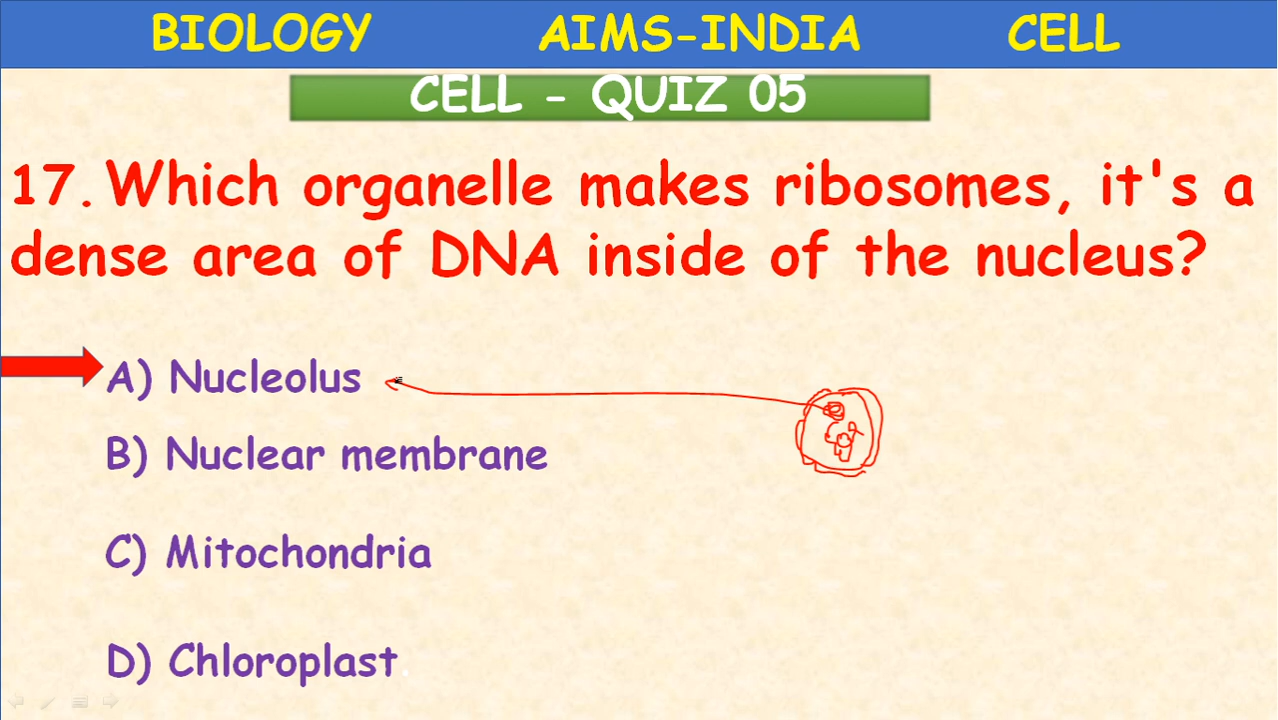 BIOLOGY AIMS-INDIA CELL
CELL - QUIZ 05
17. Which organelle makes ribosomes, it's a
dense area of DNA inside of the nucleus?
A) Nucleolus
B) Nuclear membrane
C) Mitochondria
D) Chloroplast